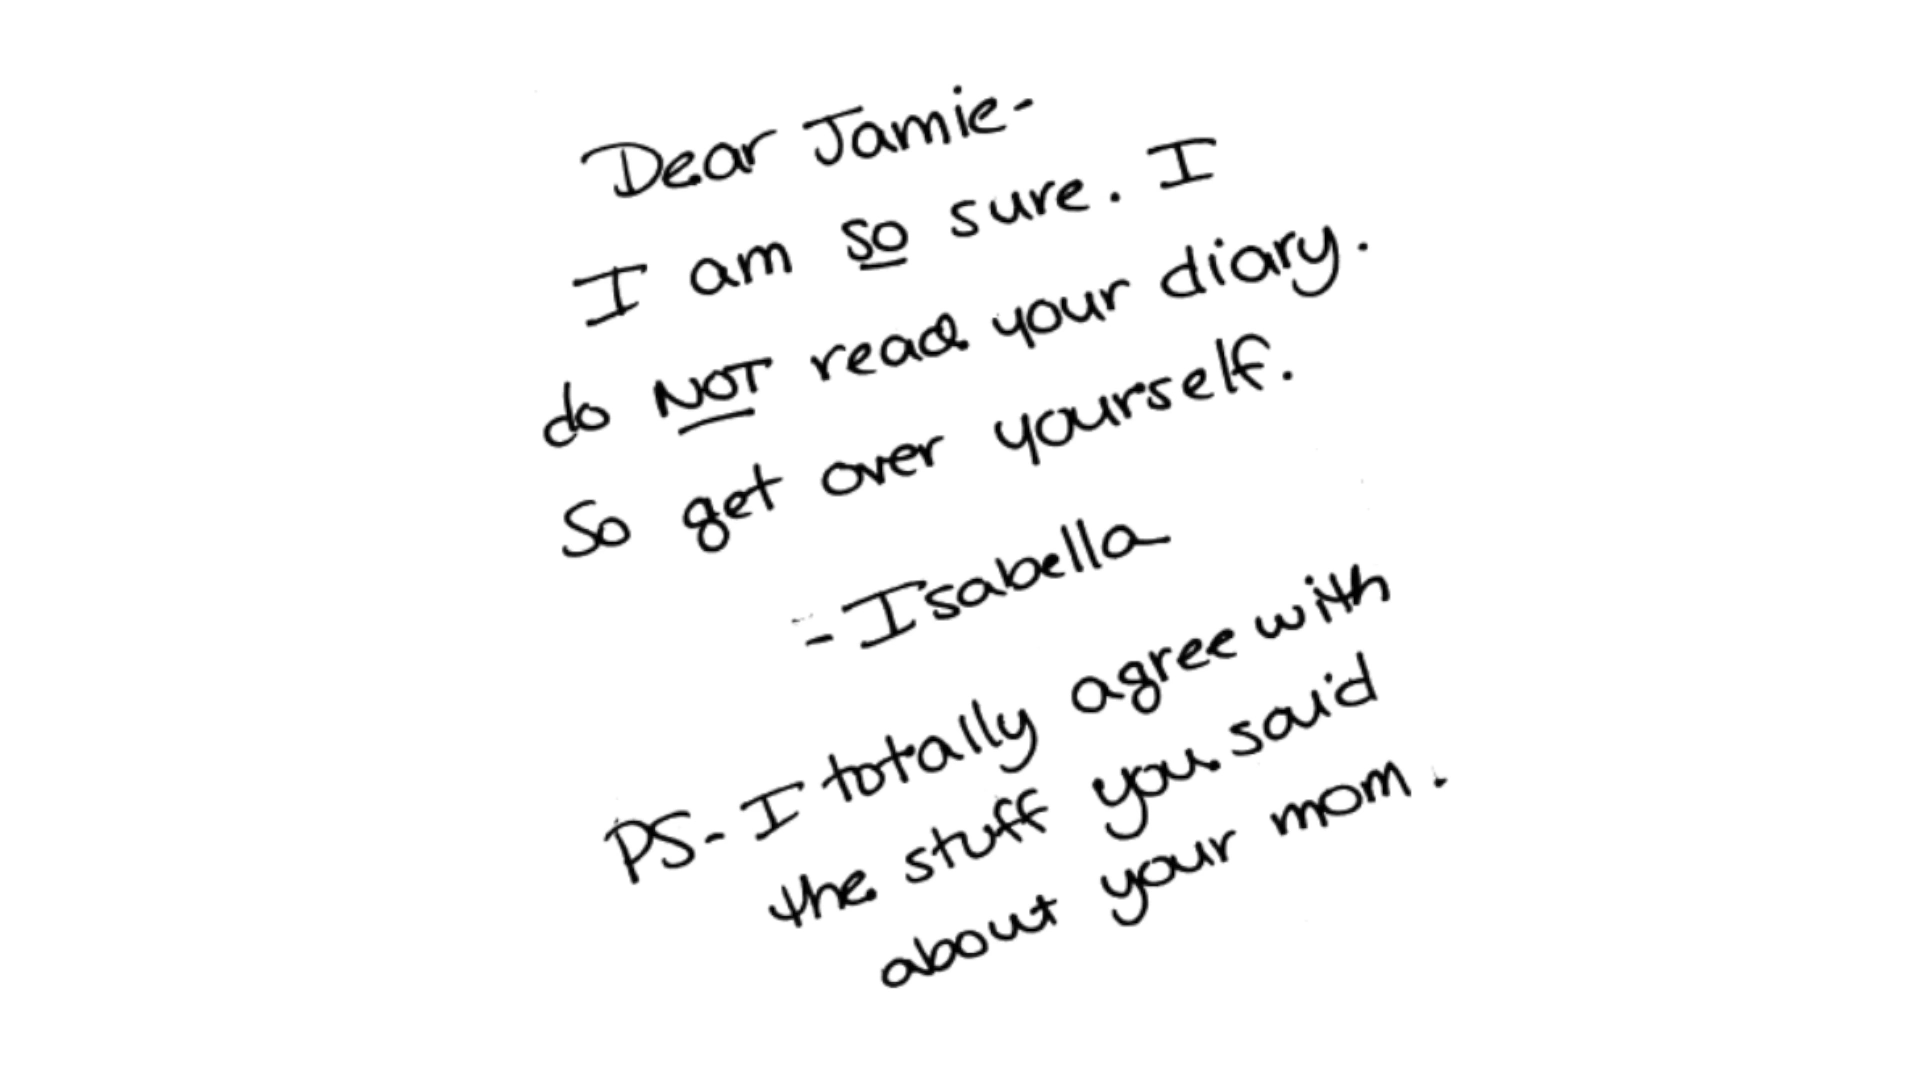 Dear Jamie-
I am so sure. I
do NOT read your diary.
So get over yourself.
- Isabella
PS- I totally agree with
the stuff you said
about your mom.